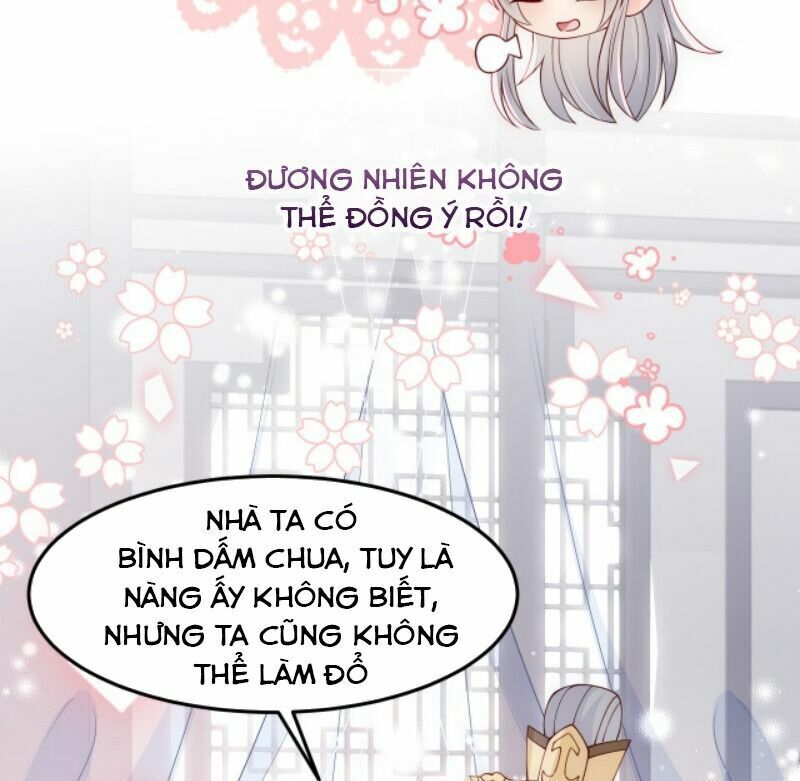 ĐƯƠNG NHIÊN KHÔNG
THỂ ĐỒNG Ý RỒI!
NHÀ TA CÓ
BÌNH DẤM CHUA, TUY LÀ
NÀNG ẤY KHÔNG BIẾT,
NHƯNG TA CŨNG KHÔNG
THỂ LÀM ĐỔ